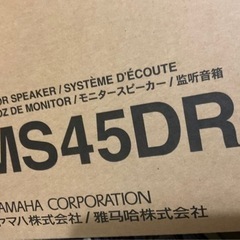 OR SPEAKER / SYSTÈME D'ÉCOUTE
OZ DE MONITOR / モニタースピーカー / 监听音箱
MS45DR
YAMAHA CORPORATION
ヤマハ株式会社 / 雅马哈株式会社